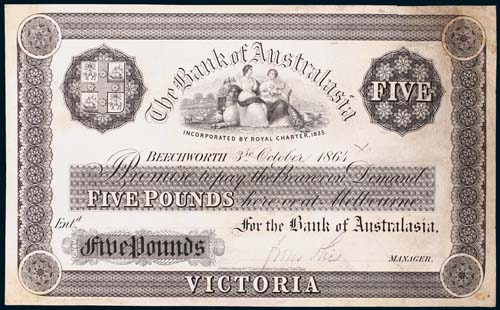 The Bank of Australasia
FIVE
INCORPORATED BY ROYAL CHARTER, 1835.
BEECHWORTH 3rd October 1864
Promise to pay the Bearer on Demand
FIVE POUNDS here or at Melbourne
Ent.d
For the Bank of Australasia.
Five Pounds
MANAGER.
VICTORIA